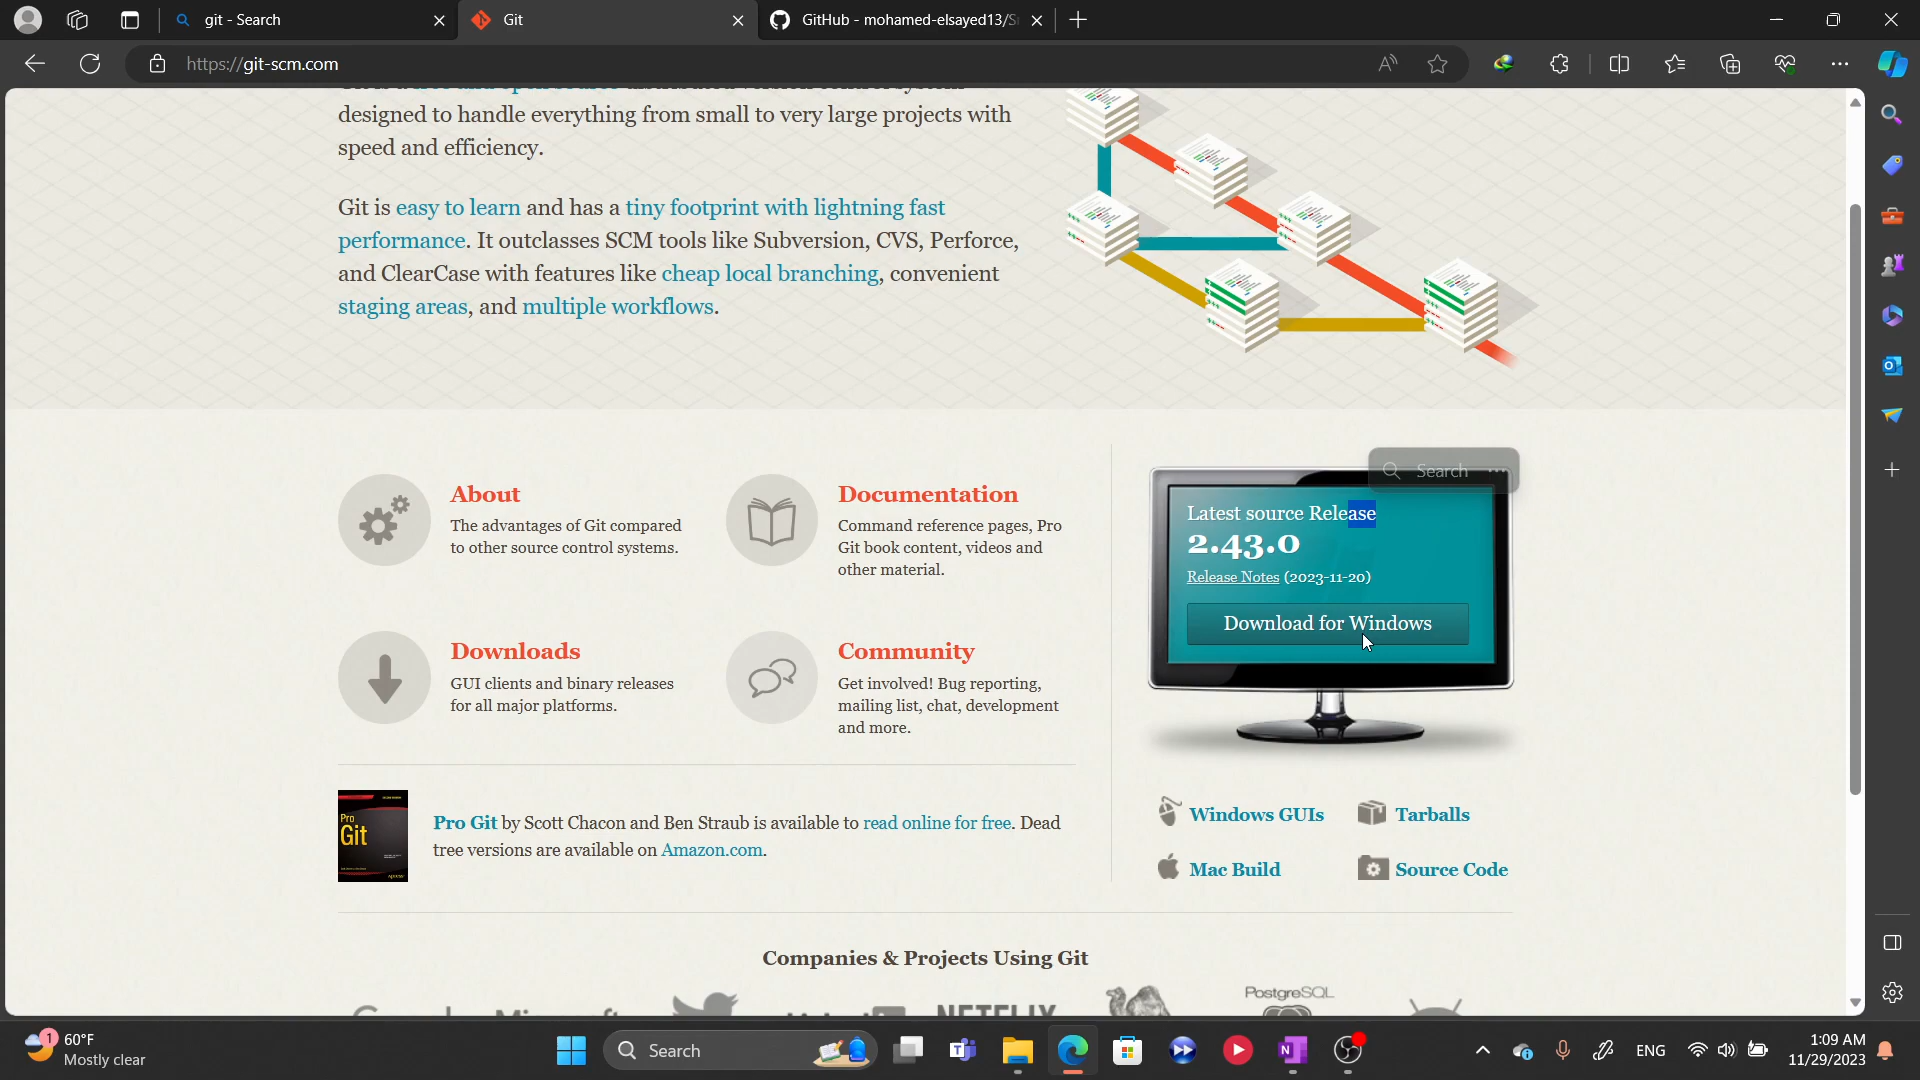 git - Search
Git
GitHub - mohamed-elsayed13/S
https://git-scm.com
designed to handle everything from small to very large projects with
speed and efficiency.
Git is easy to learn and has a tiny footprint with lightning fast
performance. It outclasses SCM tools like Subversion, CVS, Perforce,
and ClearCase with features like cheap local branching, convenient
staging areas, and multiple workflows.
About
The advantages of Git compared
to other source control systems.
Documentation
Command reference pages, Pro
Git book content, videos and
other material.
Downloads
GUI clients and binary releases
for all major platforms.
Community
Get involved! Bug reporting,
mailing list, chat, development
and more.
Search
Latest source Release
2.43.0
Release Notes (2023-11-20)
Download for Windows
Windows GUIs
Tarballs
Mac Build
Source Code
Pro
Git
Pro Git by Scott Chacon and Ben Straub is available to read online for free. Dead
tree versions are available on Amazon.com.
Companies & Projects Using Git
Microsoft
NETFLIX
PostgreSQL
1
60°F
Mostly clear
Search
ENG
1:09 AM
11/29/2023